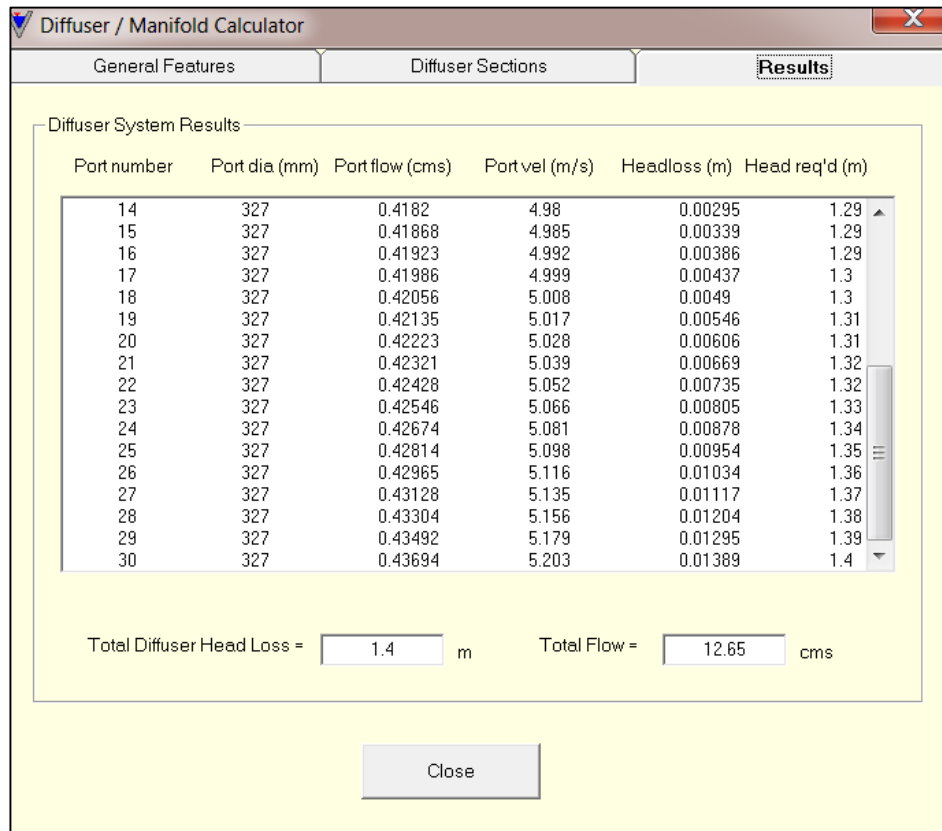 Diffuser / Manifold Calculator
X
General Features Diffuser Sections Results
Diffuser System Results
Port number Port dia (mm) Port flow (cms) Port vel (m/s) Headloss (m) Head req'd (m)
14 327 0.4182 4.98 0.00295 1.29
15 327 0.41868 4.985 0.00339 1.29
16 327 0.41923 4.992 0.00386 1.29
17 327 0.41986 4.999 0.00437 1.3
18 327 0.42056 5.008 0.0049 1.3
19 327 0.42135 5.017 0.00546 1.31
20 327 0.42223 5.028 0.00606 1.31
21 327 0.42321 5.039 0.00669 1.32
22 327 0.42428 5.052 0.00735 1.32
23 327 0.42546 5.066 0.00805 1.33
24 327 0.42674 5.081 0.00878 1.34
25 327 0.42814 5.098 0.00954 1.35
26 327 0.42965 5.116 0.01034 1.36
27 327 0.43128 5.135 0.01117 1.37
28 327 0.43304 5.156 0.01204 1.38
29 327 0.43492 5.179 0.01295 1.39
30 327 0.43694 5.203 0.01389 1.4
Total Diffuser Head Loss = 1.4 m Total Flow = 12.65 cms
Close